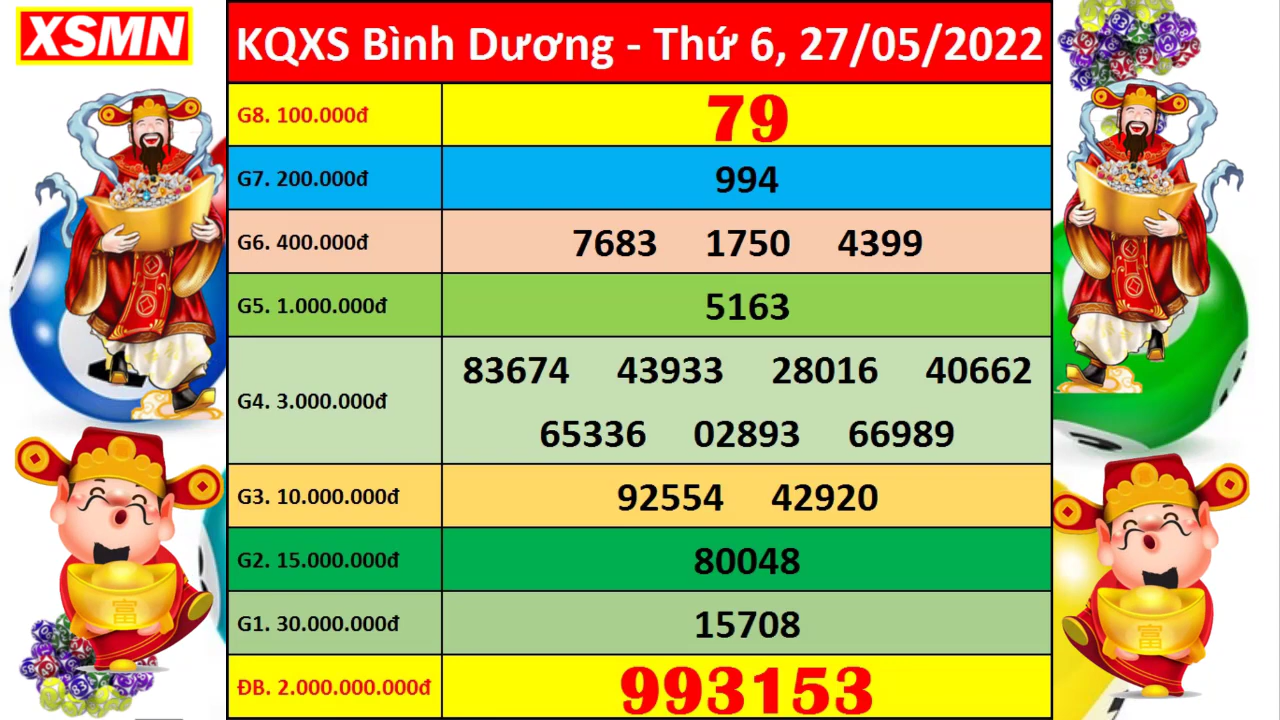 XSMN
KQXS Bình Dương - Thứ 6, 27/05/2022
G8. 100.000đ 79
G7. 200.000đ 994
G6. 400.000đ 7683 1750 4399
G5. 1.000.000đ 5163
G4. 3.000.000đ 83674 43933 28016 40662
65336 02893 66989
G3. 10.000.000đ 92554 42920
G2. 15.000.000đ 80048
G1. 30.000.000đ 15708
ĐB. 2.000.000.000đ 993153
富
富